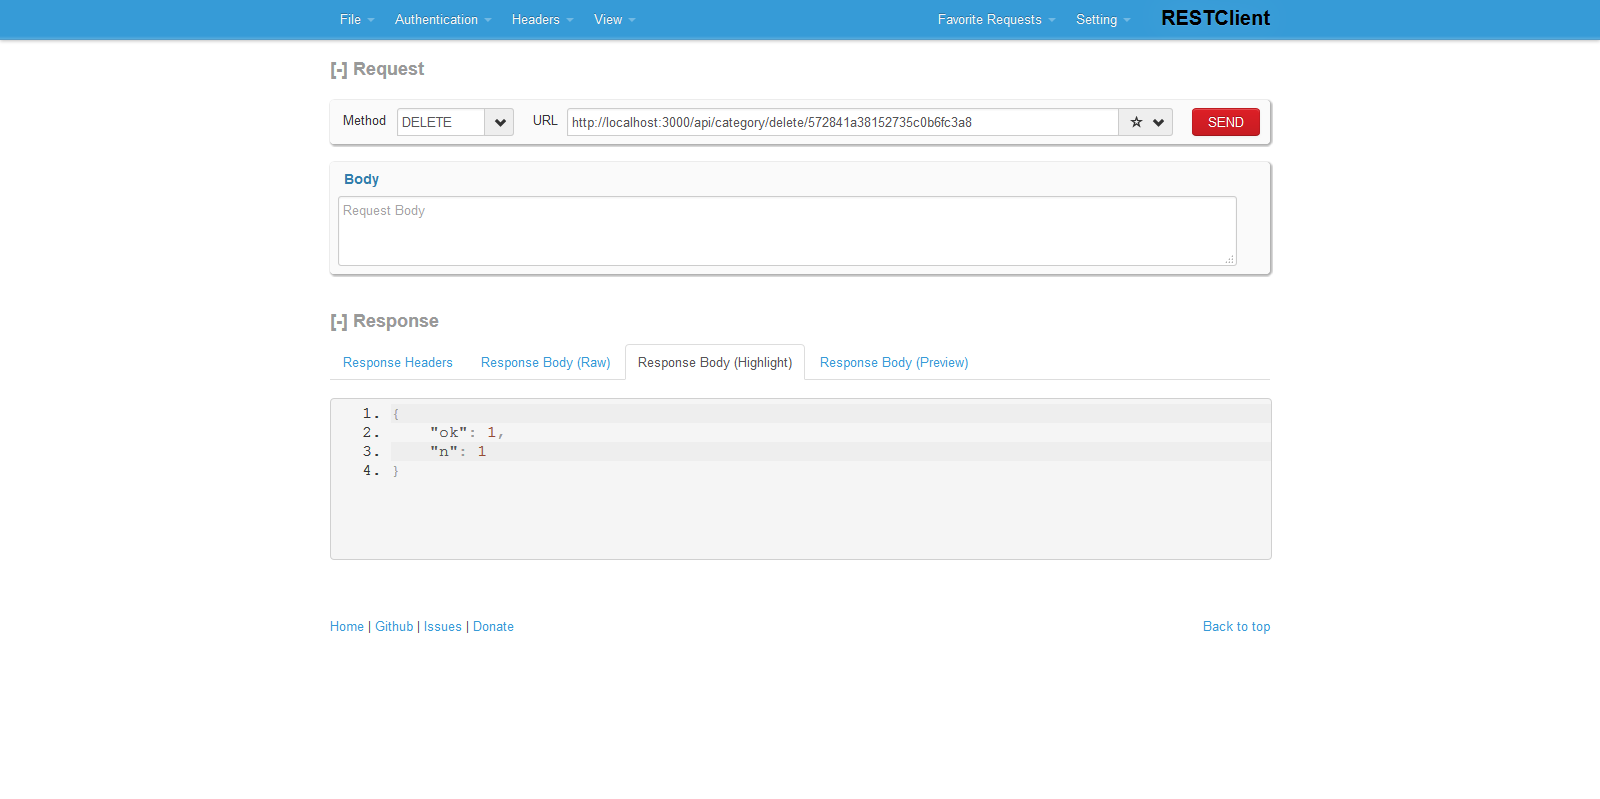 File Authentication Headers View Favorite Requests Setting RESTClient
[-] Request
Method DELETE URL http://localhost:3000/api/category/delete/572841a38152735c0b6fc3a8 SEND
Body
Request Body
[-] Response
Response Headers Response Body (Raw) Response Body (Highlight) Response Body (Preview)
1. {
2. "ok": 1,
3. "n": 1
4. }
Home | Github | Issues | Donate Back to top